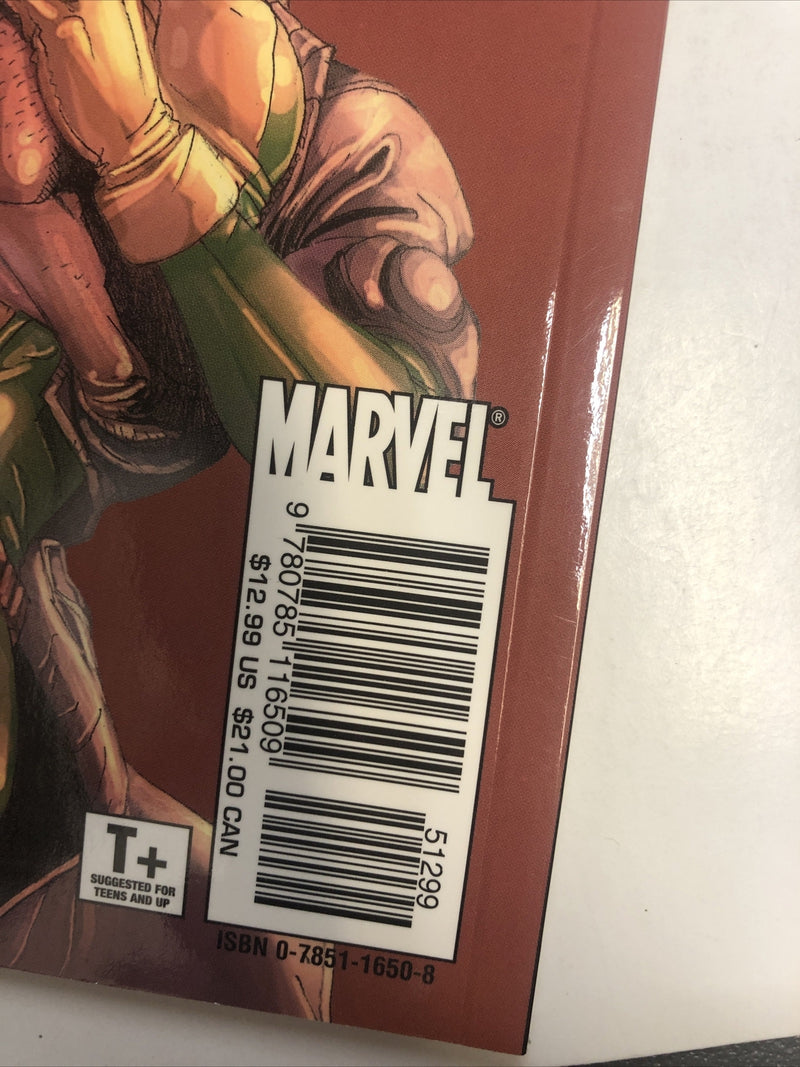 MARVEL®
9 780785 116509
$12.99 US $21.00 CAN
51299
T+
SUGGESTED FOR
TEENS AND UP
ISBN 0-7851-1650-8